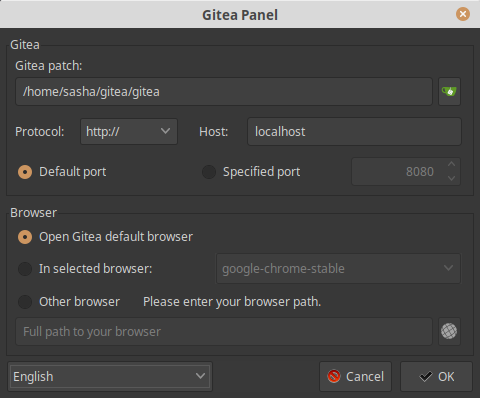 Gitea Panel
Gitea
Gitea patch:
/home/sasha/gitea/gitea
Protocol: http:// Host: localhost
Default port Specified port 8080
Browser
Open Gitea default browser
In selected browser: google-chrome-stable
Other browser Please enter your browser path.
Full path to your browser
English Cancel OK